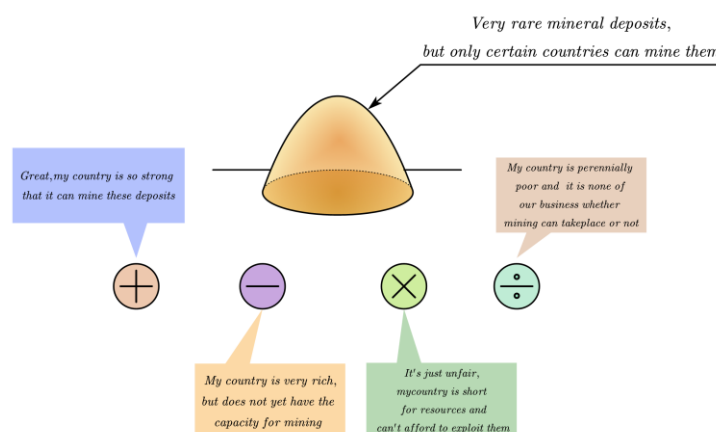 Very rare mineral deposits,
but only certain countries can mine them
Great,my country is so strong
that it can mine these deposits
My country is perennially
poor and it is none of
our business whether
mining can takeplace or not
My country is very rich,
but does not yet have the
capacity for mining
It's just unfair,
mycountry is short
for resources and
can't afford to exploit them